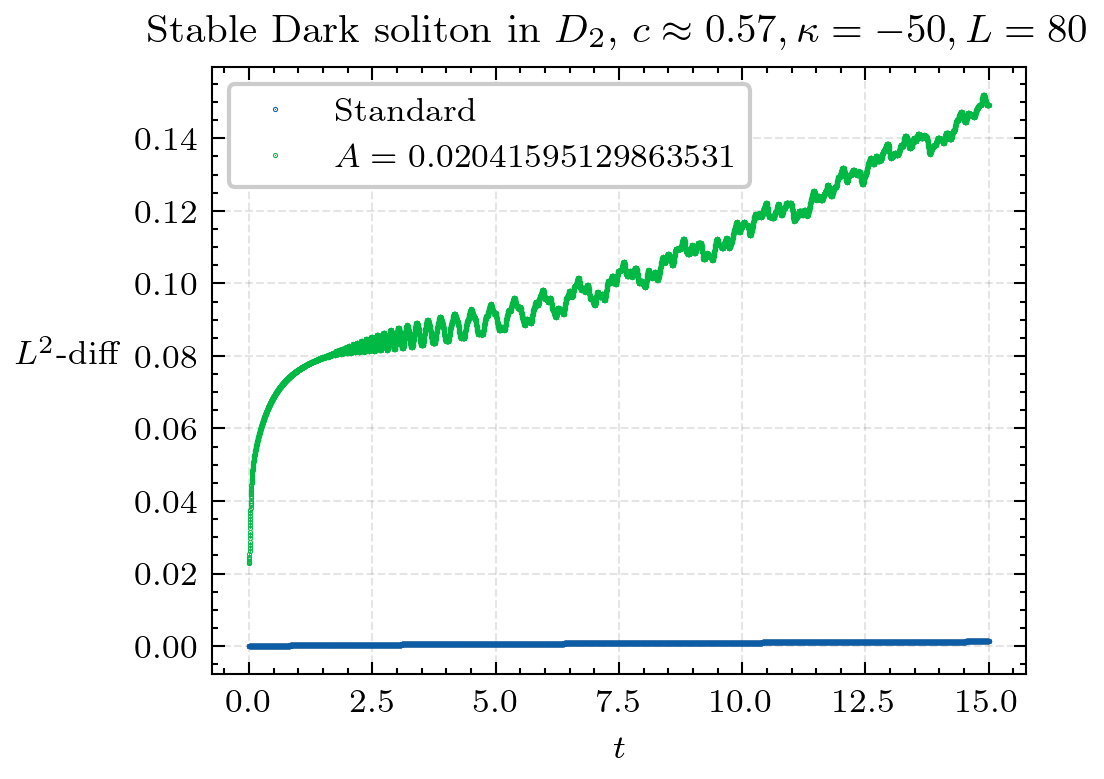 Stable Dark soliton in D₂, c ≈ 0.57, κ = −50, L = 80
Standard
A = 0.02041595129863531
0.14
0.12
0.10
0.08
0.06
0.04
0.02
0.00
L²-diff
0.0 2.5 5.0 7.5 10.0 12.5 15.0
t